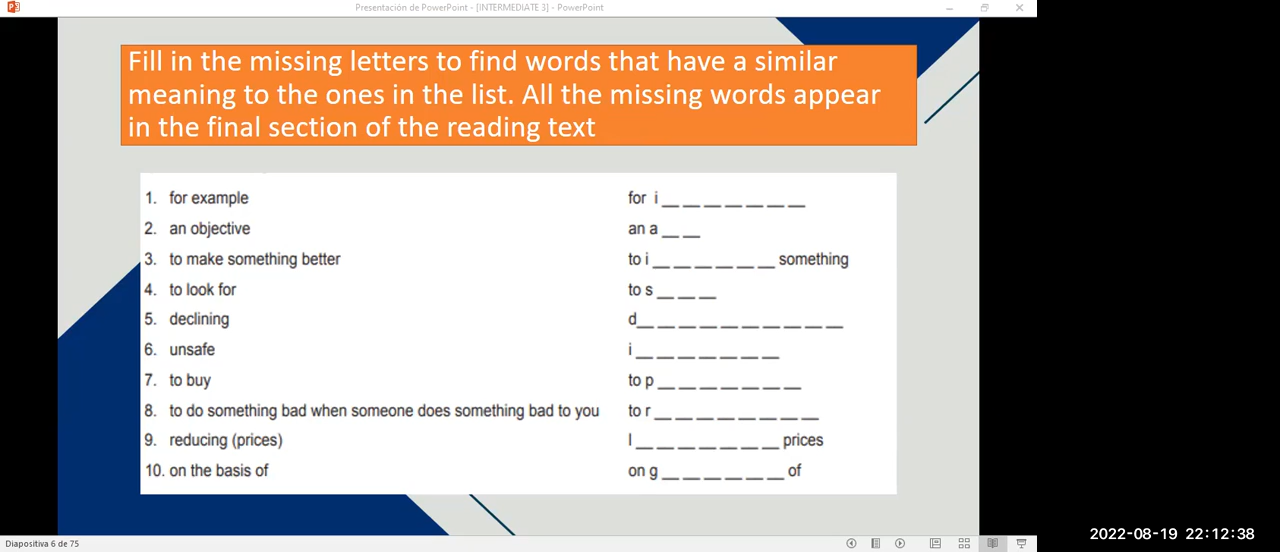 Presentación de PowerPoint - [INTERMEDIATE 3] - PowerPoint
Fill in the missing letters to find words that have a similar
meaning to the ones in the list. All the missing words appear
in the final section of the reading text
1. for example for i _ _ _ _ _ _ _
2. an objective an a _ _
3. to make something better to i _ _ _ _ _ _ something
4. to look for to s _ _ _
5. declining d_ _ _ _ _ _ _ _ _ _
6. unsafe i _ _ _ _ _ _ _
7. to buy to p _ _ _ _ _ _ _
8. to do something bad when someone does something bad to you to r _ _ _ _ _ _ _ _
9. reducing (prices) l _ _ _ _ _ _ _ prices
10. on the basis of on g _ _ _ _ _ _ of
Diapositiva 6 de 75
2022-08-19 22:12:38